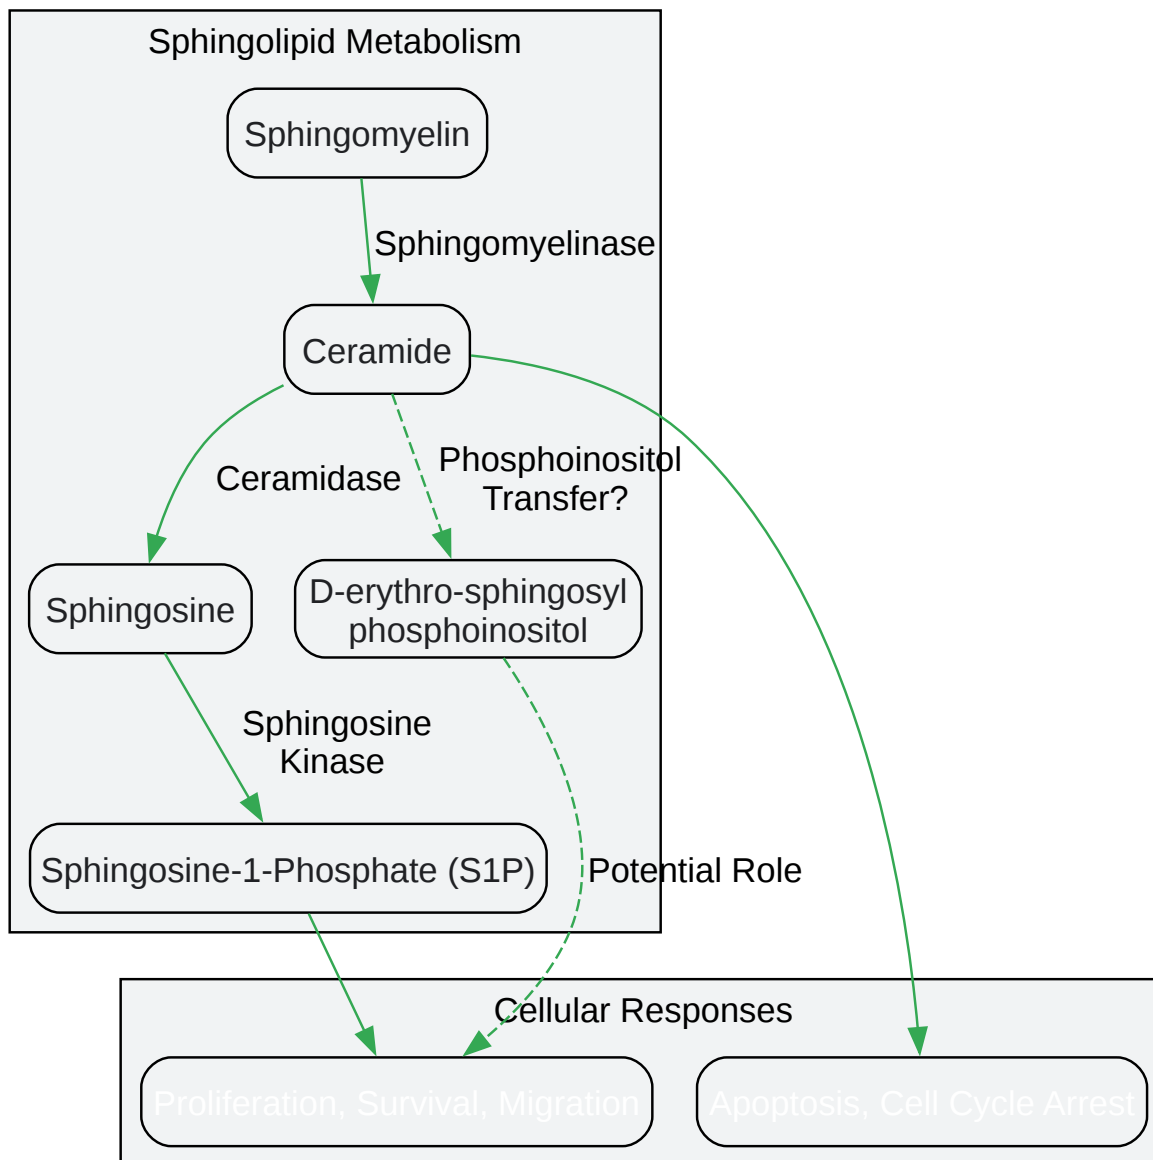 Sphingolipid Metabolism
Sphingomyelin
Sphingomyelinase
Ceramide
Ceramidase
Phosphoinositol
Transfer?
Sphingosine
D-erythro-sphingosyl
phosphoinositol
Sphingosine
Kinase
Sphingosine-1-Phosphate (S1P)
Potential Role
Cellular Responses
Proliferation, Survival, Migration
Apoptosis, Cell Cycle Arrest